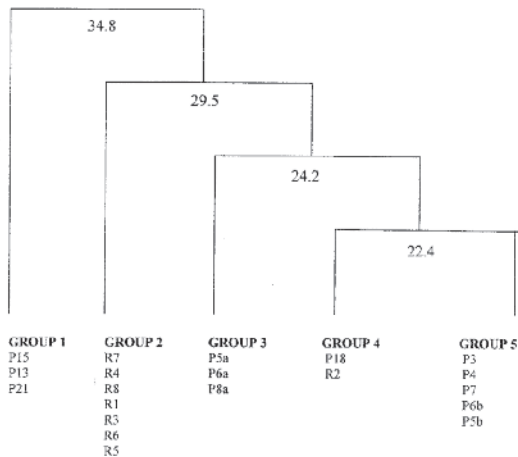 34.8
29.5
24.2
22.4
GROUP 1 GROUP 2 GROUP 3 GROUP 4 GROUP 5
P15 R7 P5a P18 P3
P13 R4 P6a R2 P4
P21 R8 P8a P7
R1 P6b
R3 P5b
R6
R5